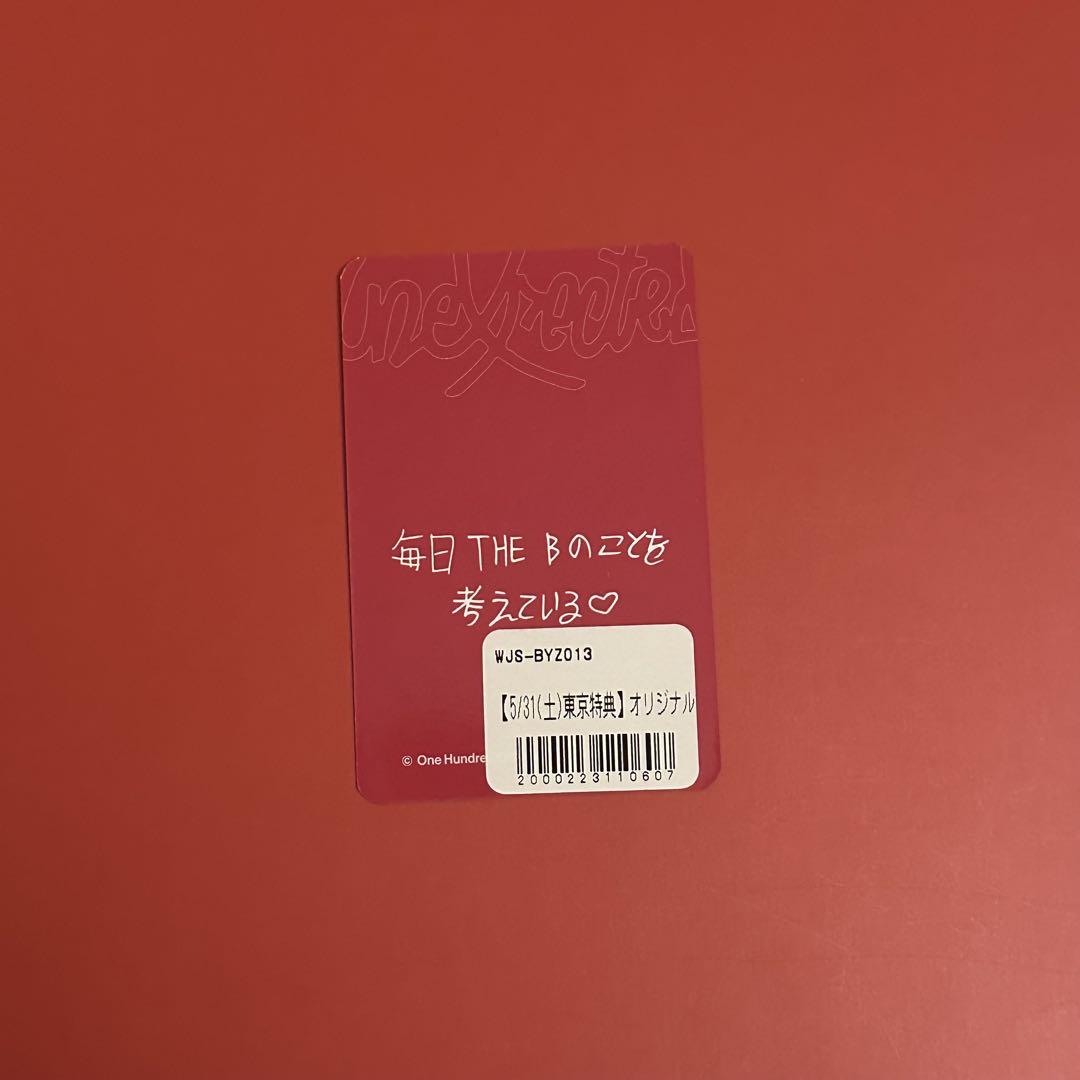 Unexpected
毎日 THE Bのことを
考えている♡
WJS-BYZ013
【5/31(土)東京特典】オリジナル
2000223110607
© One Hundre